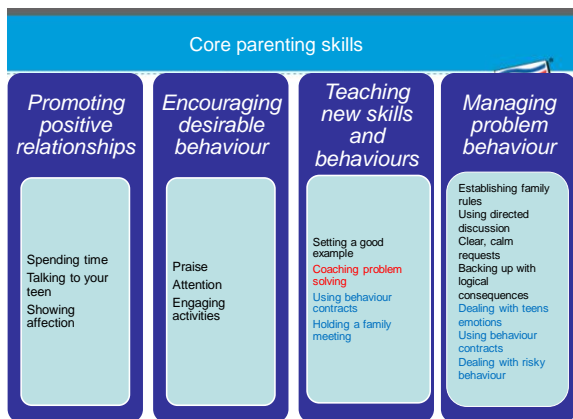 Core parenting skills
Promoting
positive
relationships
Spending time
Talking to your
teen
Showing
affection
Encouraging
desirable
behaviour
Praise
Attention
Engaging
activities
Teaching
new skills
and
behaviours
Setting a good
example
Coaching problem
solving
Using behaviour
contracts
Holding a family
meeting
Managing
problem
behaviour
Establishing family
rules
Using directed
discussion
Clear, calm
requests
Backing up with
logical
consequences
Dealing with teens
emotions
Using behaviour
contracts
Dealing with risky
behaviour